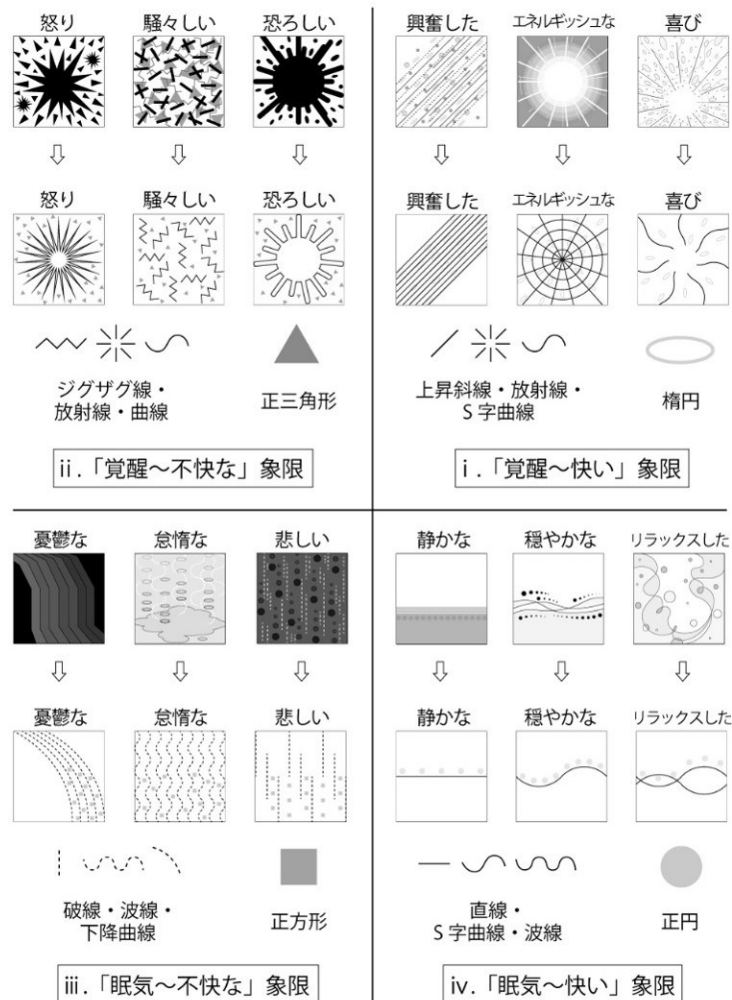 怒り 騒々しい 恐ろしい
怒り 騒々しい 恐ろしい
ジグザグ線・
放射線・曲線
正三角形
ii.「覚醒~不快な」象限
興奮した エネルギッシュな 喜び
興奮した エネルギッシュな 喜び
上昇斜線・放射線・
S字曲線
楕円
i.「覚醒~快い」象限
憂鬱な 怠惰な 悲しい
憂鬱な 怠惰な 悲しい
破線・波線・
下降曲線
正方形
iii.「眠気~不快な」象限
静かな 穏やかな リラックスした
静かな 穏やかな リラックスした
直線・
S字曲線・波線
正円
iv.「眠気~快い」象限